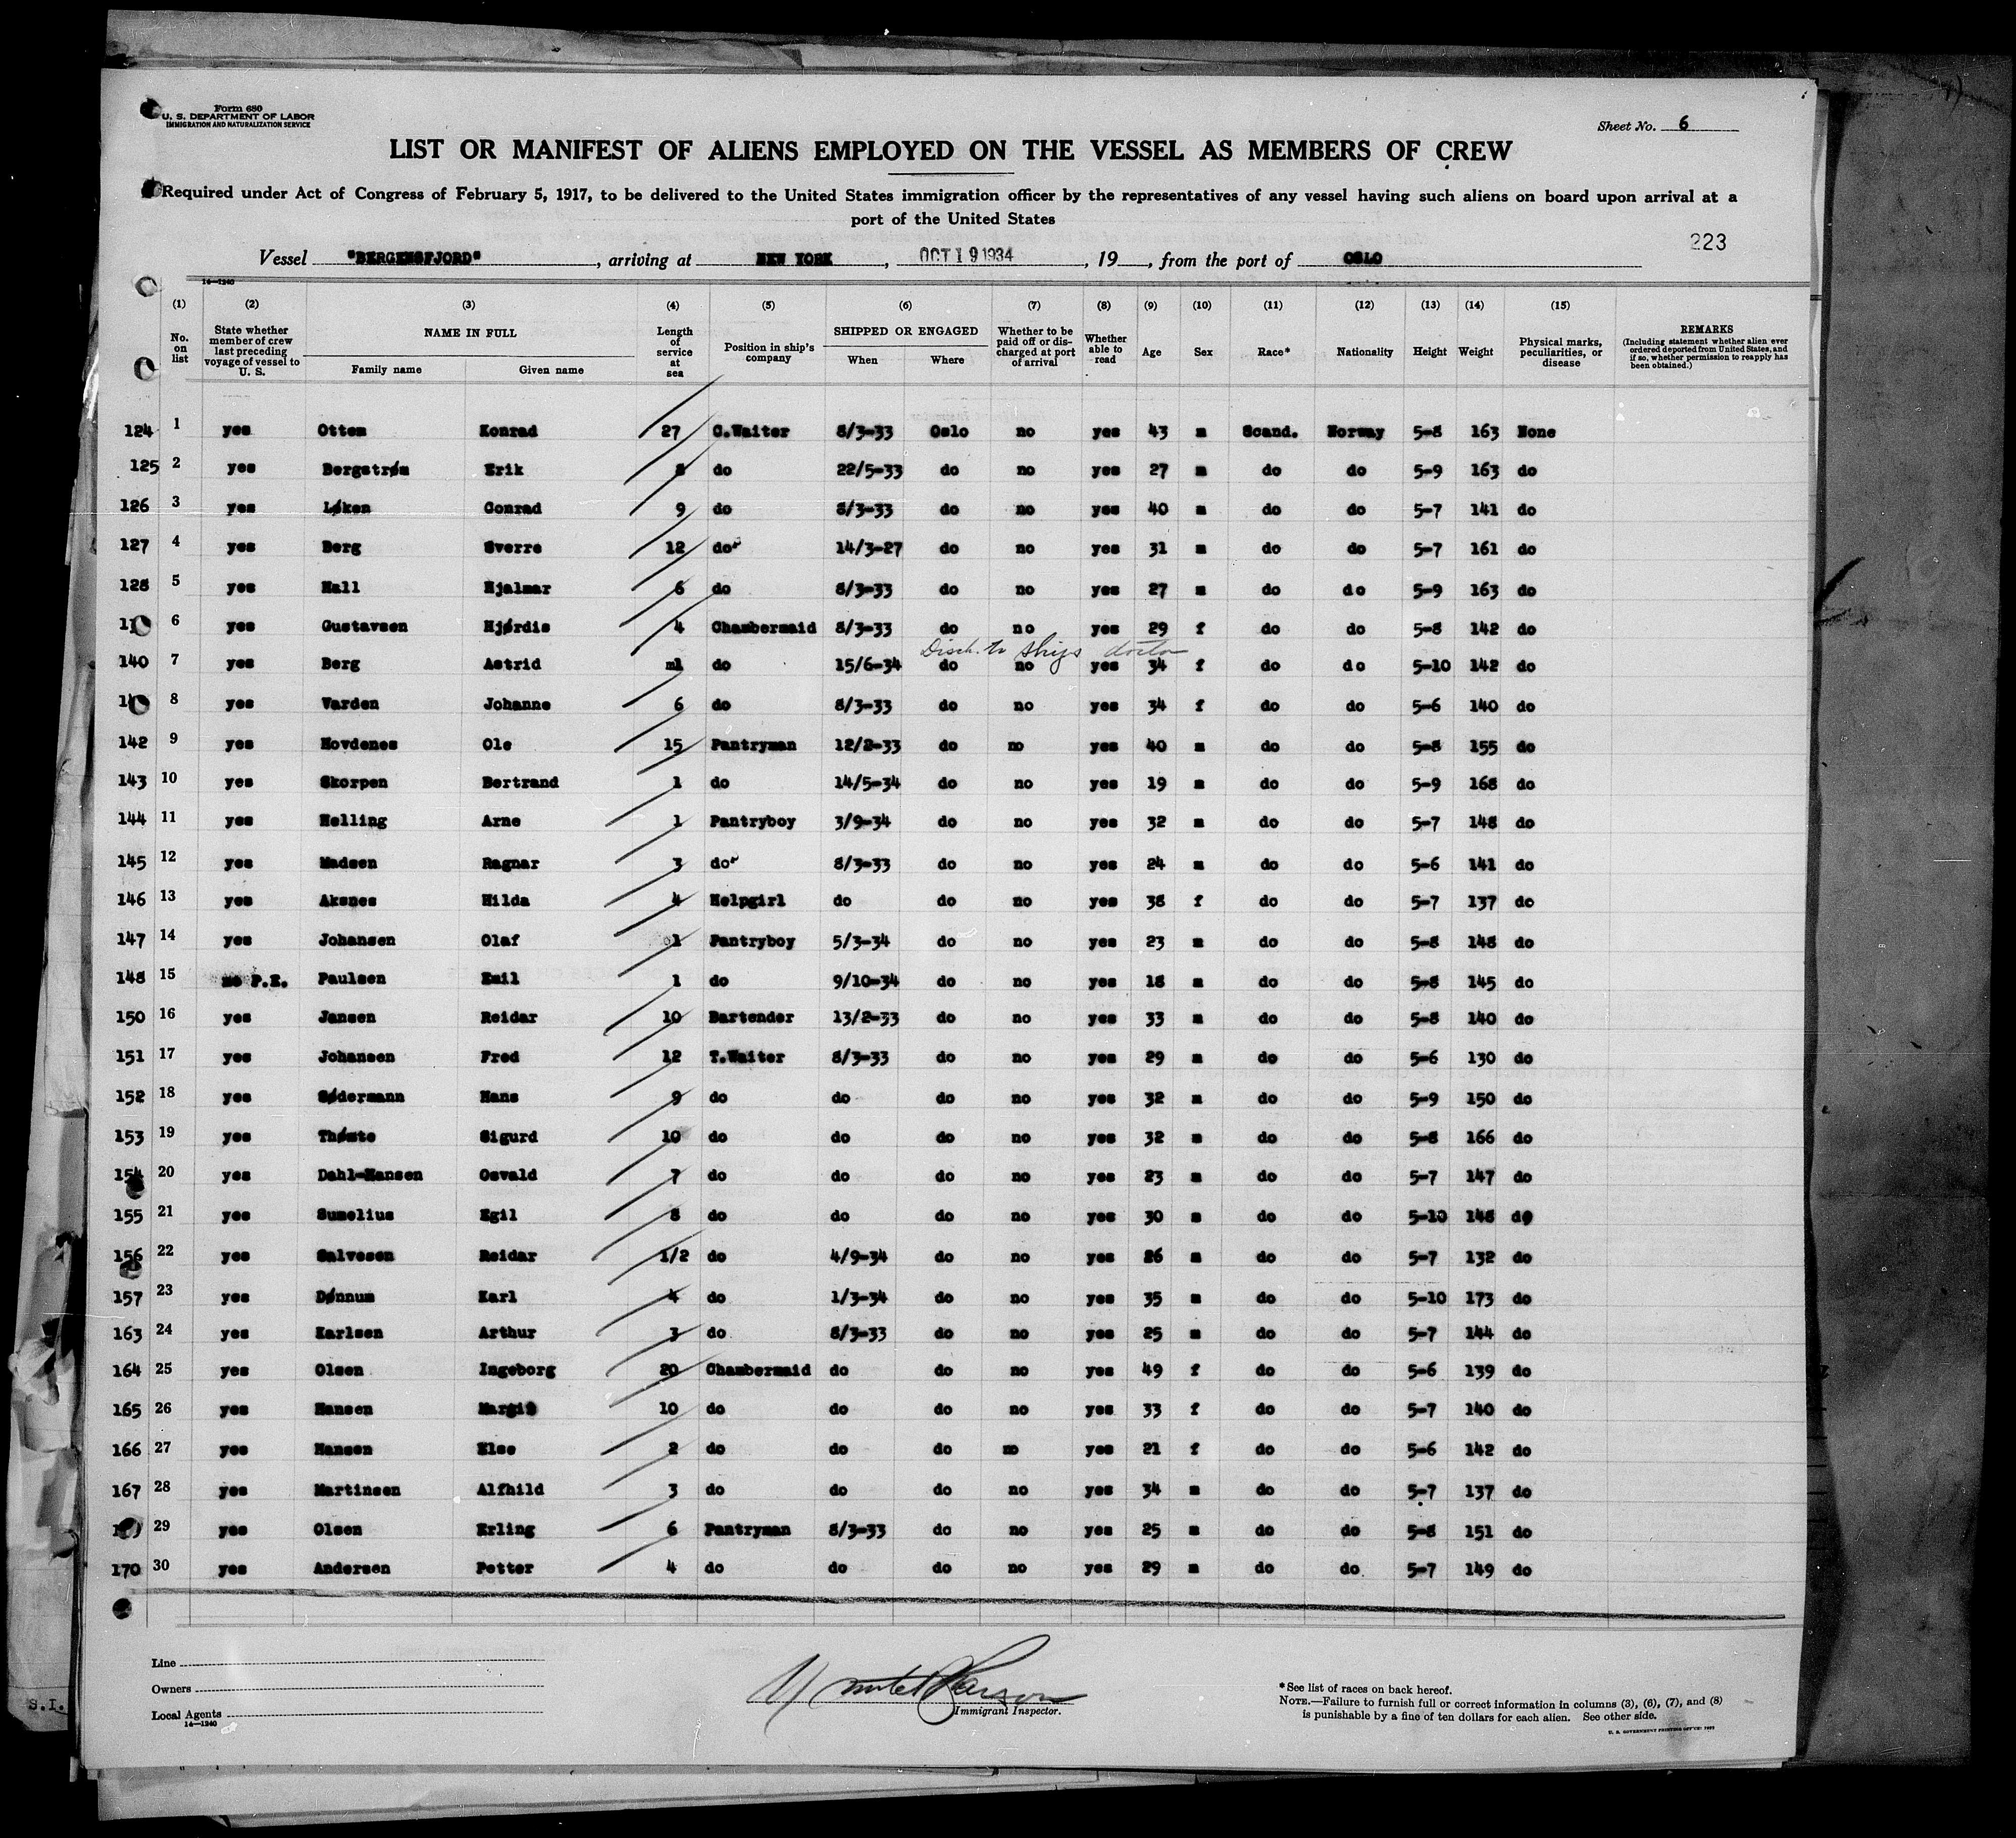 Form 680
U. S. DEPARTMENT OF LABOR
IMMIGRATION AND NATURALIZATION SERVICE
Sheet No. 6
LIST OR MANIFEST OF ALIENS EMPLOYED ON THE VESSEL AS MEMBERS OF CREW
Required under Act of Congress of February 5, 1917, to be delivered to the United States immigration officer by the representatives of any vessel having such aliens on board upon arrival at a
port of the United States
223
Vessel "BERGENSFJORD", arriving at NEW YORK, OCT 19 1934, 19, from the port of OSLO
14—1240
(1) (2) (3) (4) (5) (6) (7) (8) (9) (10) (11) (12) (13) (14) (15)
No. on list State whether member of crew last preceding voyage of vessel to U. S. NAME IN FULL Family name Given name Length of service at sea Position in ship's company SHIPPED OR ENGAGED When Where Whether to be paid off or discharged at port of arrival Whether able to read Age Sex Race* Nationality Height Weight Physical marks, peculiarities, or disease REMARKS (Including statement whether alien ever ordered deported from United States, and if so, whether permission to reapply has been obtained.)
124 1 yes Ottem Konrad 27 C.Waiter 8/3-33 Oslo no yes 43 m Scand. Norway 5-8 163 None
125 2 yes Bergstrøm Erik 8 do 22/5-33 do no yes 27 m do do 5-9 163 do
126 3 yes Løken Conrad 9 do 8/3-33 do no yes 40 m do do 5-7 141 do
127 4 yes Berg Sverre 12 do 14/3-27 do no yes 31 m do do 5-7 161 do
128 5 yes Hall Hjalmar 6 do 8/3-33 do no yes 27 m do do 5-9 163 do
6 yes Gustavsen Hjørdis 4 Chambermaid 8/3-33 do no yes 29 f do do 5-8 142 do
Disch. to ships doctor
140 7 yes Berg Astrid m1 do 15/6-34 do no yes 34 f do do 5-10 142 do
8 yes Varden Johanne 6 do 8/3-33 do no yes 34 f do do 5-6 140 do
142 9 yes Hovdenes Ole 15 Pantryman 12/2-33 do no yes 40 m do do 5-8 155 do
143 10 yes Skorpen Bertrand 1 do 14/5-34 do no yes 19 m do do 5-9 168 do
144 11 yes Helling Arne 1 Pantryboy 3/9-34 do no yes 32 m do do 5-7 148 do
145 12 yes Madsen Ragnar 3 do 8/3-33 do no yes 24 m do do 5-6 141 do
146 13 yes Aksnes Hilda 4 Helpgirl do do no yes 38 f do do 5-7 137 do
147 14 yes Johansen Olaf 1 Pantryboy 5/3-34 do no yes 23 m do do 5-8 148 do
148 15 no P.E. Paulsen Emil 1 do 9/10-34 do no yes 18 m do do 5-8 145 do
150 16 yes Jansen Reidar 10 Bartender 13/2-33 do no yes 33 m do do 5-8 140 do
151 17 yes Johansen Fred 12 T.Waiter 8/3-33 do no yes 29 m do do 5-6 130 do
152 18 yes Sødermann Hans 9 do do do no yes 32 m do do 5-9 150 do
153 19 yes Thømte Sigurd 10 do do do no yes 32 m do do 5-8 166 do
154 20 yes Dahl-Hansen Osvald 7 do do do no yes 23 m do do 5-7 147 do
155 21 yes Sumelius Egil 8 do do do no yes 30 m do do 5-10 148 do
156 22 yes Salvesen Reidar 1/2 do 4/9-34 do no yes 26 m do do 5-7 132 do
157 23 yes Dønnum Karl 4 do 1/3-34 do no yes 35 m do do 5-10 173 do
163 24 yes Karlsen Arthur 3 do 8/3-33 do no yes 25 m do do 5-7 144 do
164 25 yes Olsen Ingeborg 20 Chambermaid do do no yes 49 f do do 5-6 139 do
165 26 yes Hansen Margit 10 do do do no yes 33 f do do 5-7 140 do
166 27 yes Hansen Else 2 do do do no yes 21 f do do 5-6 142 do
167 28 yes Martinsen Alfhild 3 do do do no yes 34 m do do 5-7 137 do
29 yes Olsen Erling 6 Pantryman 8/3-33 do no yes 25 m do do 5-8 151 do
170 30 yes Andersen Petter 4 do do do no yes 29 m do do 5-7 149 do
Line
Owners
Local Agents
14—1240
Immigrant Inspector.
*See list of races on back hereof.
NOTE.—Failure to furnish full or correct information in columns (3), (6), (7), and (8)
is punishable by a fine of ten dollars for each alien. See other side.
S.I.